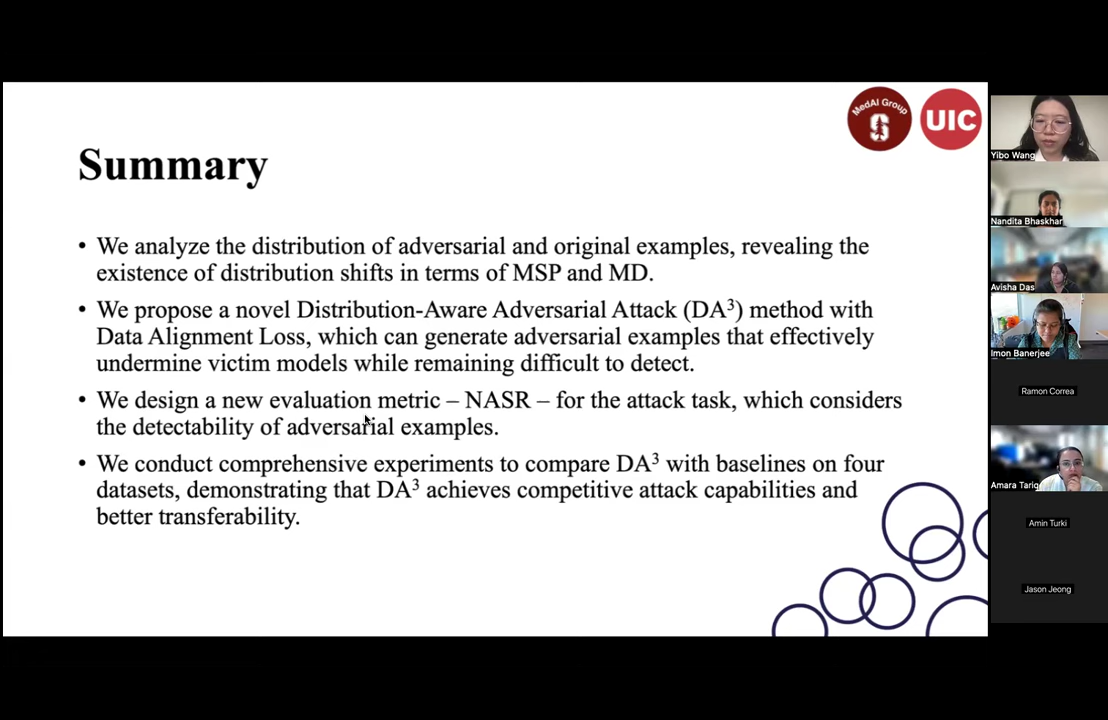 MedAI Group
S
UIC
Summary
• We analyze the distribution of adversarial and original examples, revealing the
existence of distribution shifts in terms of MSP and MD.
• We propose a novel Distribution-Aware Adversarial Attack (DA³) method with
Data Alignment Loss, which can generate adversarial examples that effectively
undermine victim models while remaining difficult to detect.
• We design a new evaluation metric – NASR – for the attack task, which considers
the detectability of adversarial examples.
• We conduct comprehensive experiments to compare DA³ with baselines on four
datasets, demonstrating that DA³ achieves competitive attack capabilities and
better transferability.
Yibo Wang
Nandita Bhaskhar
Avisha Das
Imon Banerjee
Ramon Correa
Amara Tariq
Amin Turki
Jason Jeong